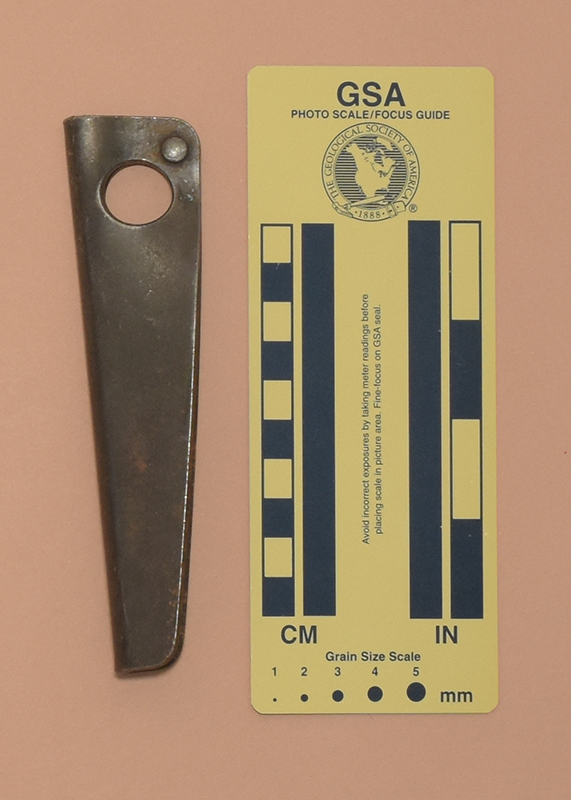 GSA
PHOTO SCALE/FOCUS GUIDE
THE GEOLOGICAL SOCIETY OF AMERICA
·1888·
®
Avoid incorrect exposures by taking meter readings before
placing scale in picture area. Fine-focus on GSA seal.
CM IN
Grain Size Scale
1 2 3 4 5
mm